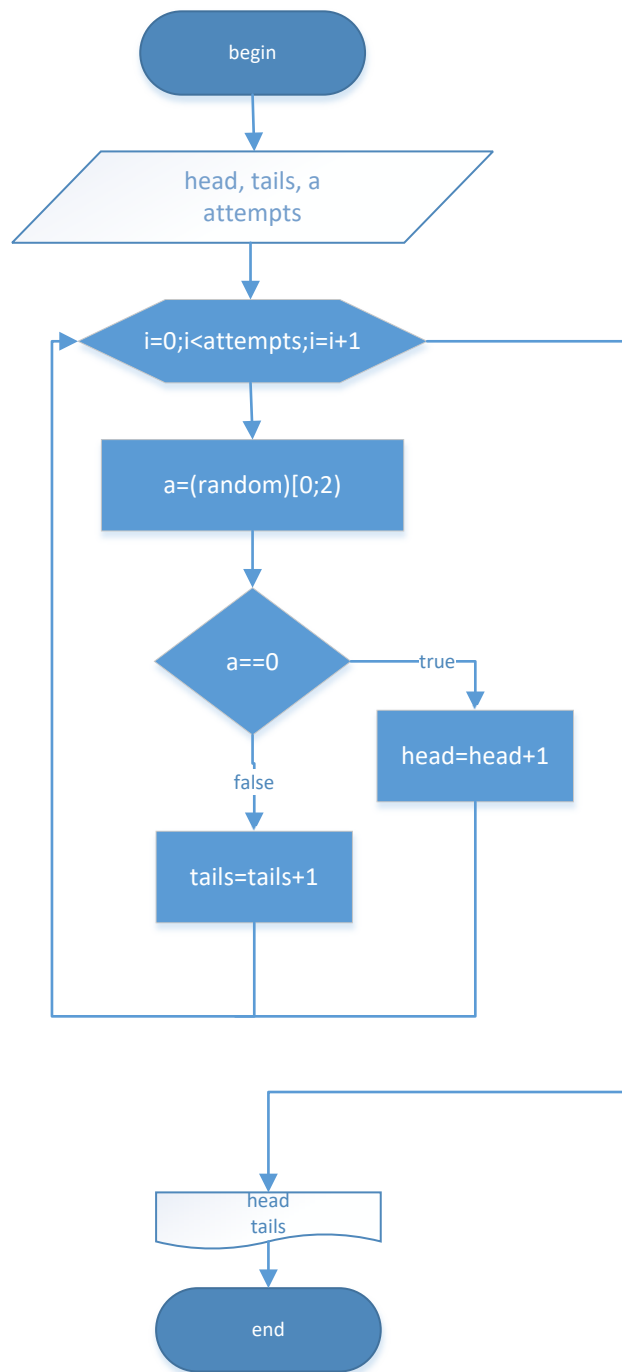 begin
head, tails, a
attempts
i=0;i<attempts;i=i+1
a=(random)[0;2)
a==0
true
head=head+1
false
tails=tails+1
head
tails
end